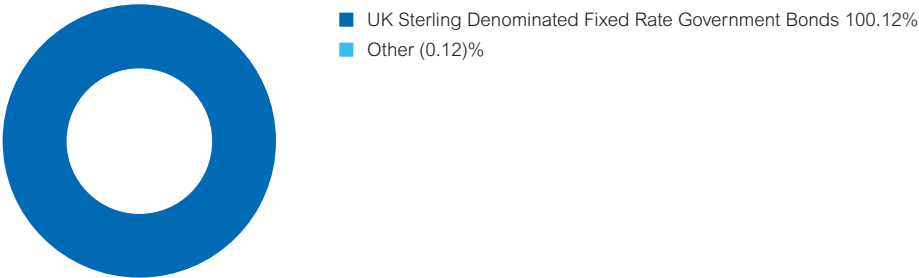 UK Sterling Denominated Fixed Rate Government Bonds 100.12%
Other (0.12)%